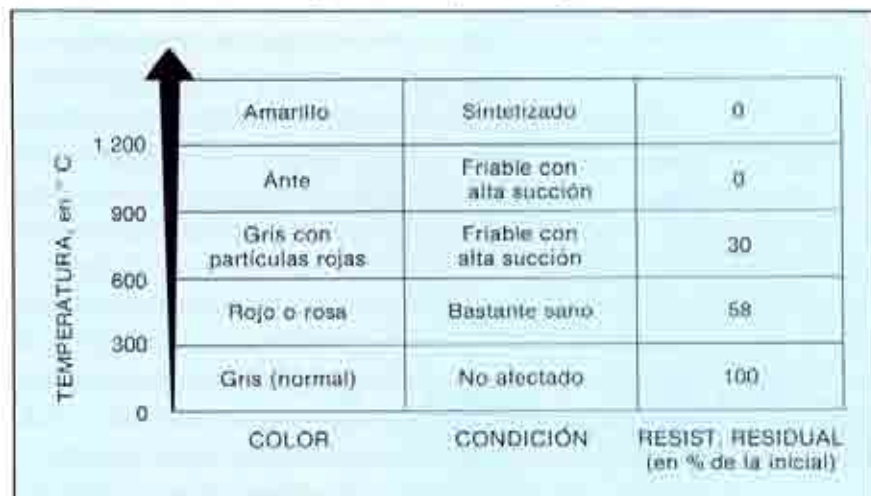 Amarillo Sintetizado 0
1 200
Ante Friable con alta succión 0
900
Gris con partículas rojas Friable con alta succión 30
600
Rojo o rosa Bastante sano 58
300
Gris (normal) No afectado 100
0
TEMPERATURA, en ° C
COLOR CONDICIÓN RESIST. RESIDUAL
(en % de la inicial)